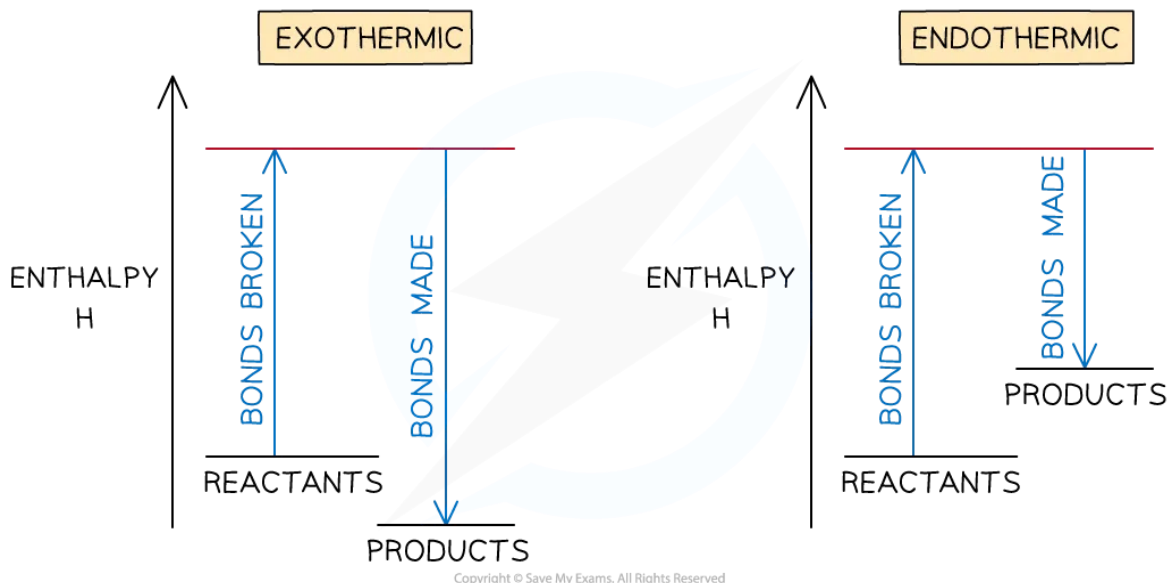 EXOTHERMIC
ENTHALPY
H
BONDS BROKEN
BONDS MADE
REACTANTS
PRODUCTS
ENDOTHERMIC
ENTHALPY
H
BONDS BROKEN
BONDS MADE
PRODUCTS
REACTANTS
Copyright © Save My Exams. All Rights Reserved